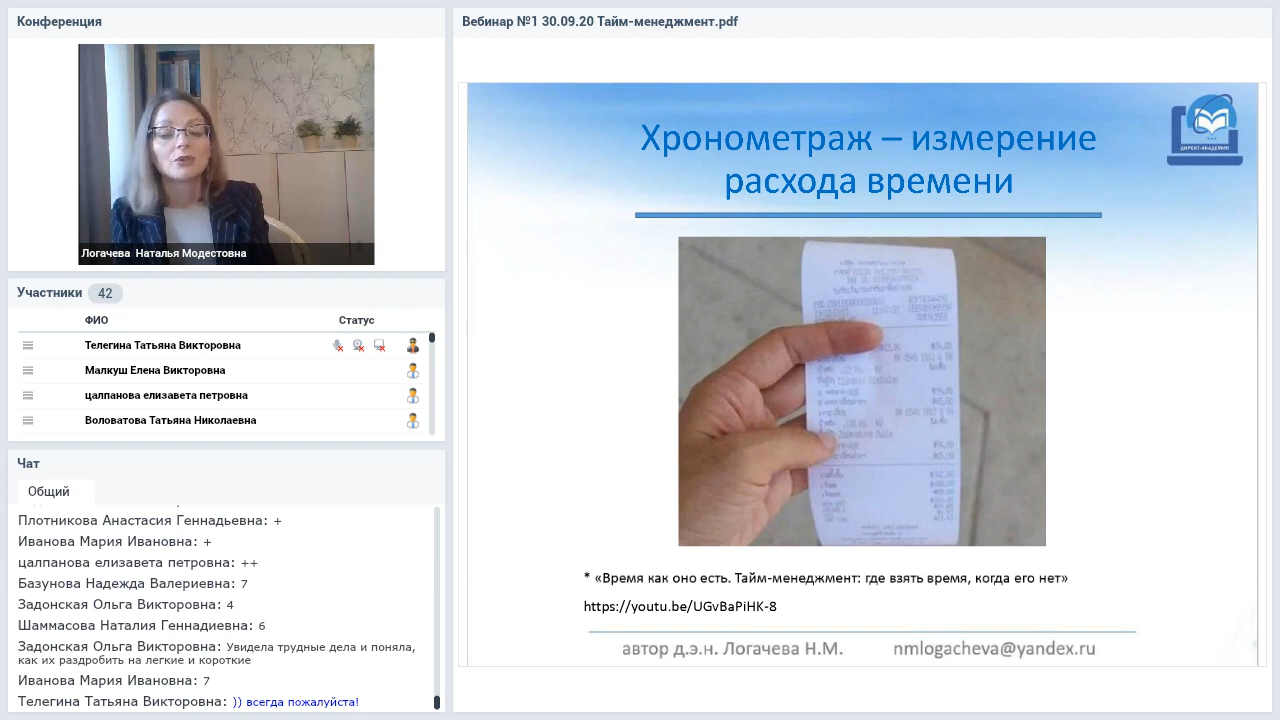 Конференция
Логачева Наталья Модестовна
Участники 42
ФИО Статус
Телегина Татьяна Викторовна
Малкуш Елена Викторовна
цалпанова елизавета петровна
Воловатова Татьяна Николаевна
Чат
Общий
Плотникова Анастасия Геннадьевна: +
Иванова Мария Ивановна: +
цалпанова елизавета петровна: ++
Базунова Надежда Валериевна: 7
Задонская Ольга Викторовна: 4
Шаммасова Наталия Геннадиевна: 6
Задонская Ольга Викторовна: Увидела трудные дела и поняла,
как их раздробить на легкие и короткие
Иванова Мария Ивановна: 7
Телегина Татьяна Викторовна: )) всегда пожалуйста!
Вебинар №1 30.09.20 Тайм-менеджмент.pdf
ДИРЕКТ-АКАДЕМИЯ
Хронометраж – измерение
расхода времени
* «Время как оно есть. Тайм-менеджмент: где взять время, когда его нет»
https://youtu.be/UGvBaPiHK-8
автор д.э.н. Логачева Н.М. nmlogacheva@yandex.ru